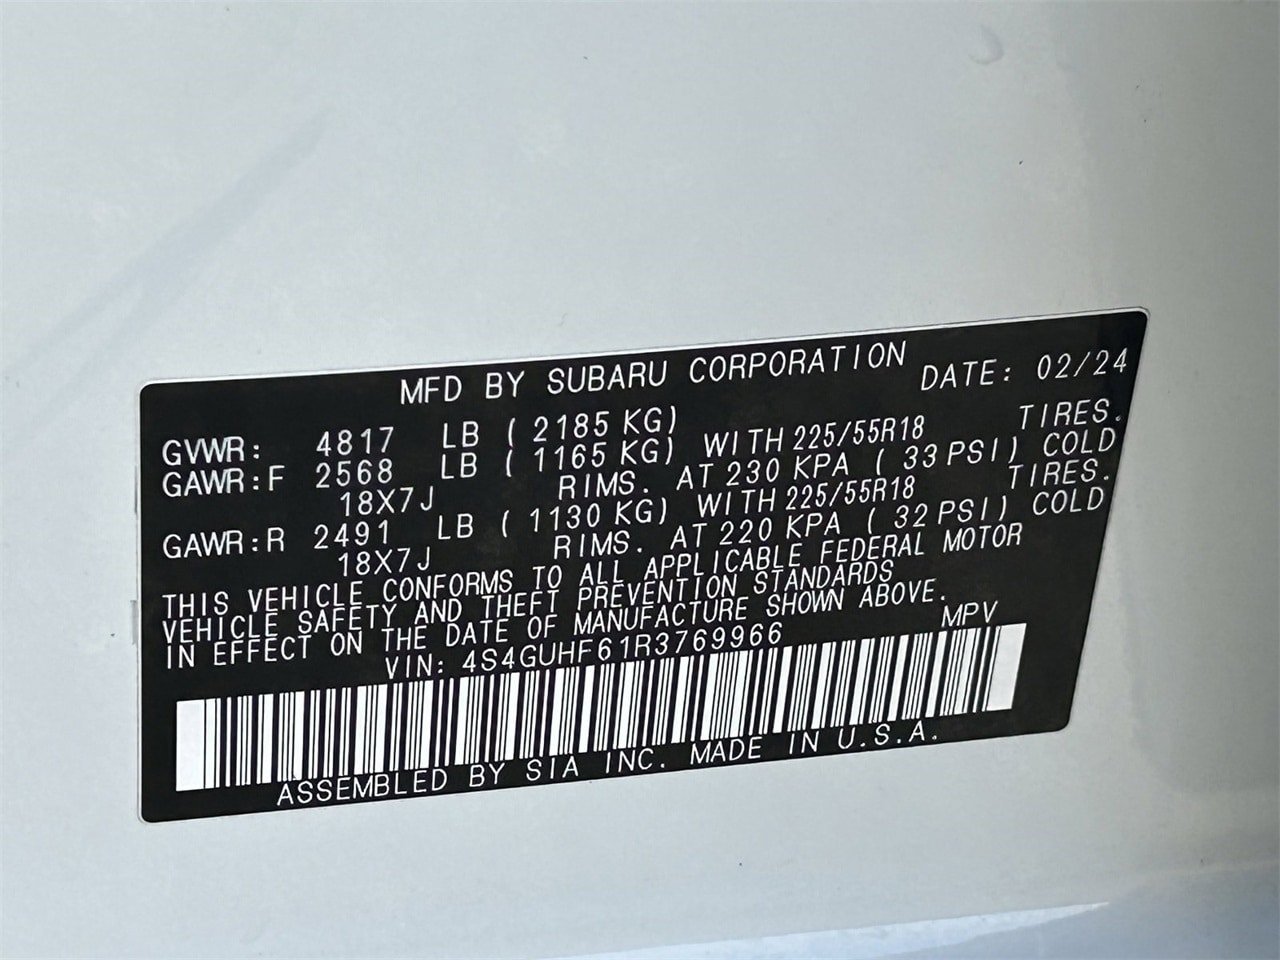 MFD BY SUBARU CORPORATION DATE: 02/24
GVWR: 4817 LB ( 2185 KG)
GAWR:F 2568 LB ( 1165 KG) WITH 225/55R18 TIRES.
18X7J RIMS. AT 230 KPA ( 33 PSI) COLD
GAWR:R 2491 LB ( 1130 KG) WITH 225/55R18 TIRES.
18X7J RIMS. AT 220 KPA ( 32 PSI) COLD
THIS VEHICLE CONFORMS TO ALL APPLICABLE FEDERAL MOTOR
VEHICLE SAFETY AND THEFT PREVENTION STANDARDS
IN EFFECT ON THE DATE OF MANUFACTURE SHOWN ABOVE.
VIN: 4S4GUHF61R3769966 MPV
ASSEMBLED BY SIA INC. MADE IN U.S.A.